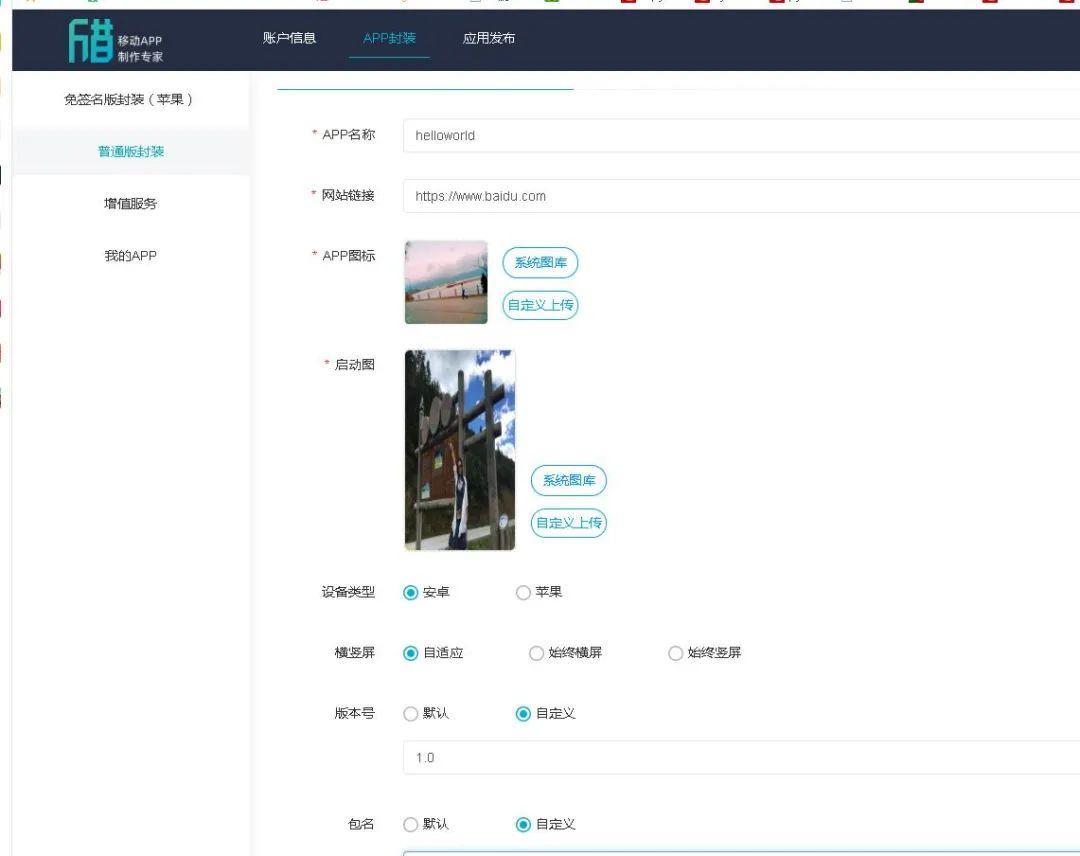 移动APP
制作专家
账户信息 APP封装 应用发布
免签名版封装（苹果）
普通版封装
增值服务
我的APP
* APP名称 helloworld
* 网站链接 https://www.baidu.com
* APP图标 系统图库
自定义上传
* 启动图
系统图库
自定义上传
设备类型 安卓 苹果
横竖屏 自适应 始终横屏 始终竖屏
版本号 默认 自定义
1.0
包名 默认 自定义